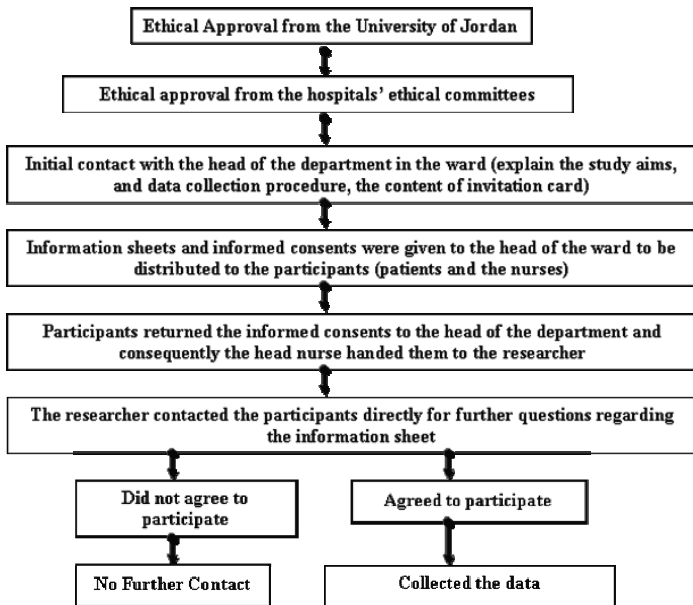 Ethical Approval from the University of Jordan
Ethical approval from the hospitals' ethical committees
Initial contact with the head of the department in the ward (explain the study aims,
and data collection procedure, the content of invitation card)
Information sheets and informed consents were given to the head of the ward to be
distributed to the participants (patients and the nurses)
Participants returned the informed consents to the head of the department and
consequently the head nurse handed them to the researcher
The researcher contacted the participants directly for further questions regarding
the information sheet
Did not agree to
participate
Agreed to participate
No Further Contact
Collected the data